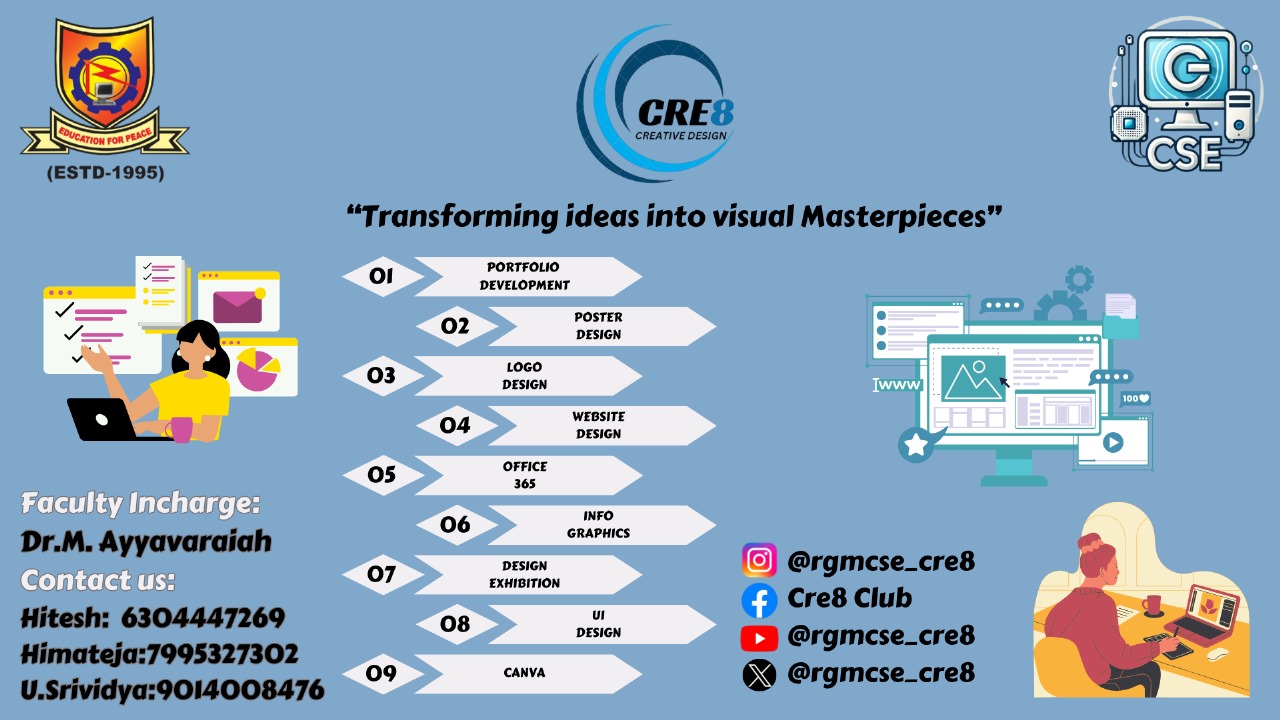 EDUCATION FOR PEACE
(ESTD-1995)
CRE8
CREATIVE DESIGN
CSE
“Transforming ideas into visual Masterpieces”
01
PORTFOLIO
DEVELOPMENT
02
POSTER
DESIGN
03
LOGO
DESIGN
04
WEBSITE
DESIGN
05
OFFICE
365
06
INFO
GRAPHICS
07
DESIGN
EXHIBITION
08
UI
DESIGN
09
CANVA
www
100
Faculty Incharge:
Dr.M. Ayyavaraiah
Contact us:
Hitesh: 6304447269
Himateja:7995327302
U.Srividya:9014008476
@rgmcse_cre8
Cre8 Club
@rgmcse_cre8
@rgmcse_cre8